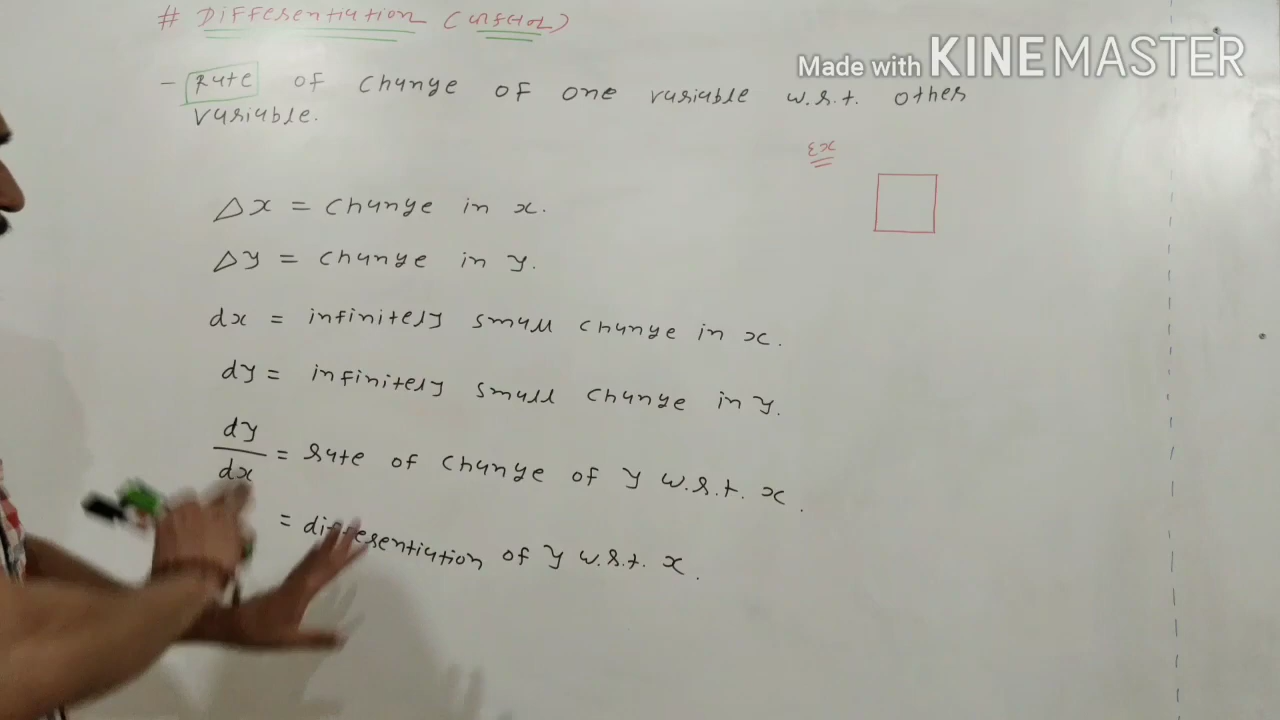 # Differentiation (अवकलन)
Made with KINEMASTER
- Rate of change of one variable w.r.t. other
variable.
Ex
Δx = change in x.
Δy = change in y.
dx = infinitely small change in x.
dy = infinitely small change in y.
dy/dx = rate of change of y w.r.t. x.
= differentiation of y w.r.t. x.